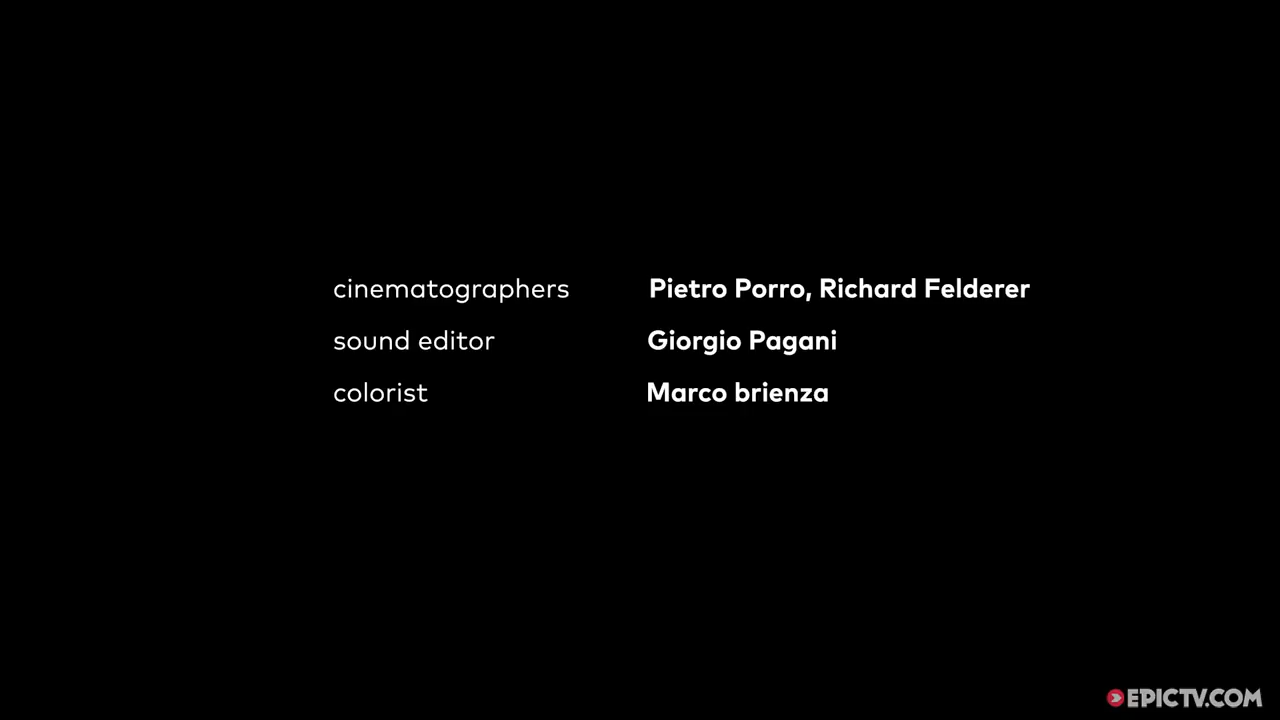 cinematographers Pietro Porro, Richard Felderer
sound editor Giorgio Pagani
colorist Marco brienza
EPICTV.COM